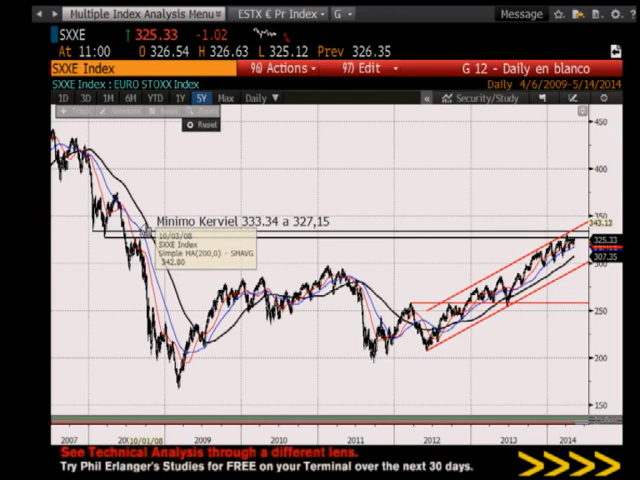 Multiple Index Analysis Menu
ESTX € Pr Index
G
Message
SXXE
325.33
-1.02
At 11:00
O 326.54
H 326.63
L 325.12
Prev 326.35
SXXE Index
90 Actions
97) Edit
G 12 - Daily en blanco
SXXE Index : EURO STOXX Index
Daily 4/6/2009-5/14/2014
1D 3D 1M 6M YTD 1Y 5Y Max Daily
Security/Study
Reset
Minimo Kerviel 333.34 a 327,15
10/03/08
SXXE Index
Simple MA(200,0) - SMAVG
342.80
450
400
350
343.13
325.33
307.35
250
200
150
2007
10/01/08
2009
2010
2011
2012
2013
2014
See Technical Analysis through a different lens.
Try Phil Erlanger's Studies for FREE on your Terminal over the next 30 days.